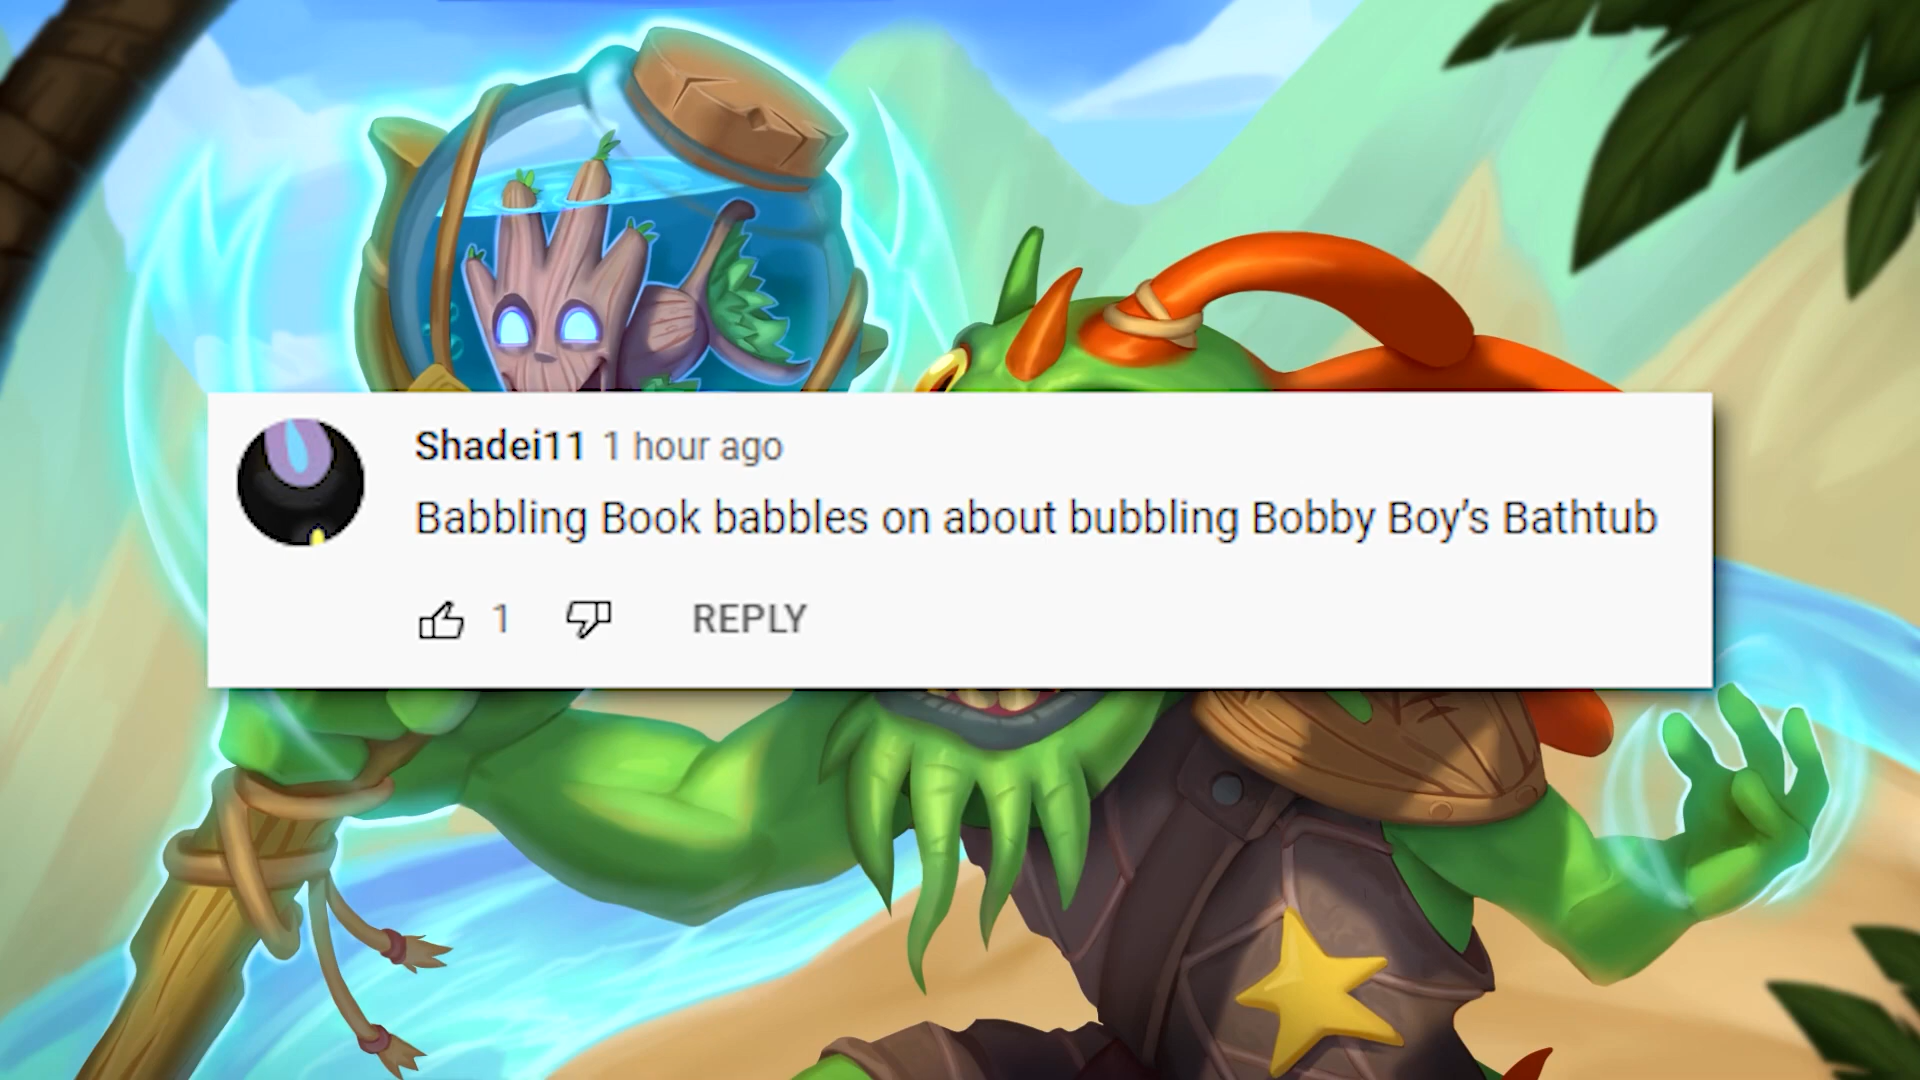 Shadei11 1 hour ago
Babbling Book babbles on about bubbling Bobby Boy’s Bathtub
1 REPLY